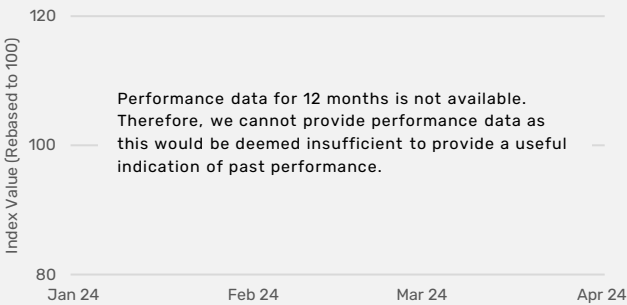 120
Index Value (Rebased to 100)
Performance data for 12 months is not available.
Therefore, we cannot provide performance data as
100
this would be deemed insufficient to provide a useful
indication of past performance.
80
Jan 24 Feb 24 Mar 24 Apr 24